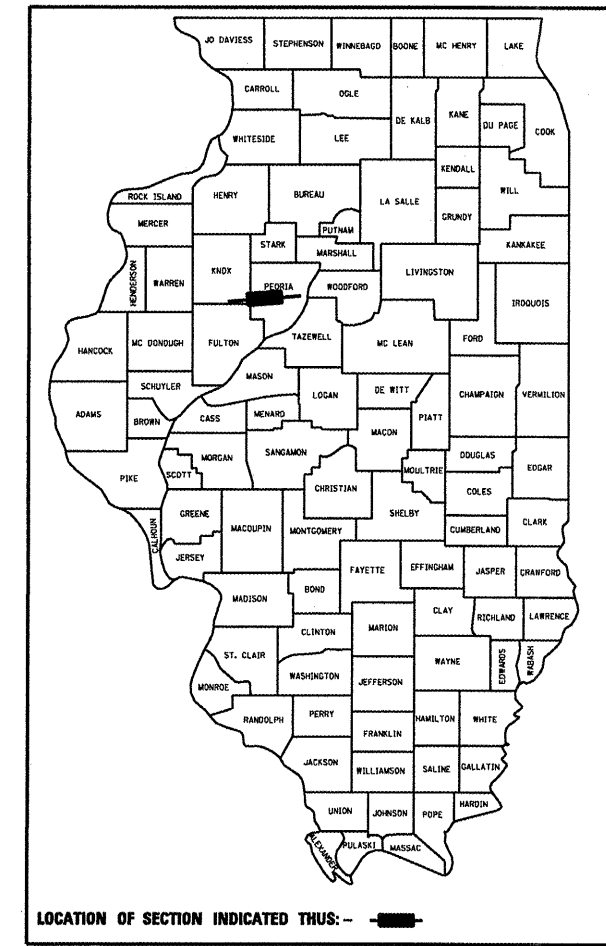 JO DAVIESS STEPHENSON WINNEBAGO BOONE MC HENRY LAKE
CARROLL OGLE DE KALB KANE DU PAGE COOK
WHITESIDE LEE
KENDALL WILL
ROCK ISLAND HENRY BUREAU LA SALLE GRUNDY
MERCER PUTNAM
STARK MARSHALL KANKAKEE
HENDERSON WARREN KNOX PEORIA WOODFORD LIVINGSTON
IROQUOIS
HANCOCK MC DONOUGH FULTON TAZEWELL MC LEAN FORD
MASON
SCHUYLER LOGAN DE WITT CHAMPAIGN VERMILION
ADAMS BROWN CASS MENARD PIATT
MACON
MORGAN SANGAMON DOUGLAS EDGAR
PIKE SCOTT MOULTRIE
CHRISTIAN COLES
GREENE SHELBY
CALHOUN MACOUPIN MONTGOMERY CUMBERLAND CLARK
JERSEY
FAYETTE EFFINGHAM JASPER CRAWFORD
MADISON BOND
CLAY RICHLAND LAWRENCE
CLINTON MARION
ST. CLAIR WAYNE EDWARDS WABASH
WASHINGTON JEFFERSON
MONROE
RANDOLPH PERRY HAMILTON WHITE
FRANKLIN
JACKSON WILLIAMSON SALINE GALLATIN
HARDIN
UNION JOHNSON POPE
ALEXANDER PULASKI MASSAC
LOCATION OF SECTION INDICATED THUS: -